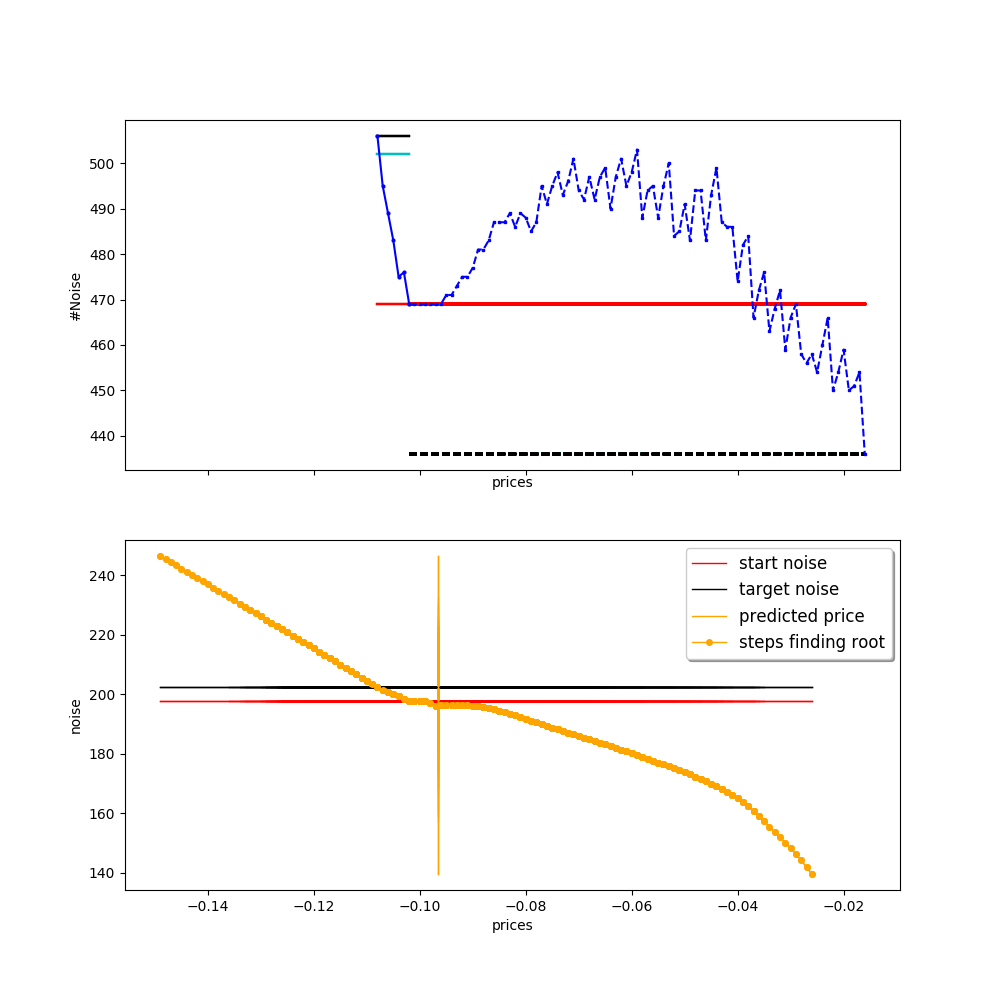 500
490
480
470
460
450
440
#Noise
prices
240
220
200
180
160
140
noise
start noise
target noise
predicted price
steps finding root
−0.14
−0.12
−0.10
−0.08
−0.06
−0.04
−0.02
prices